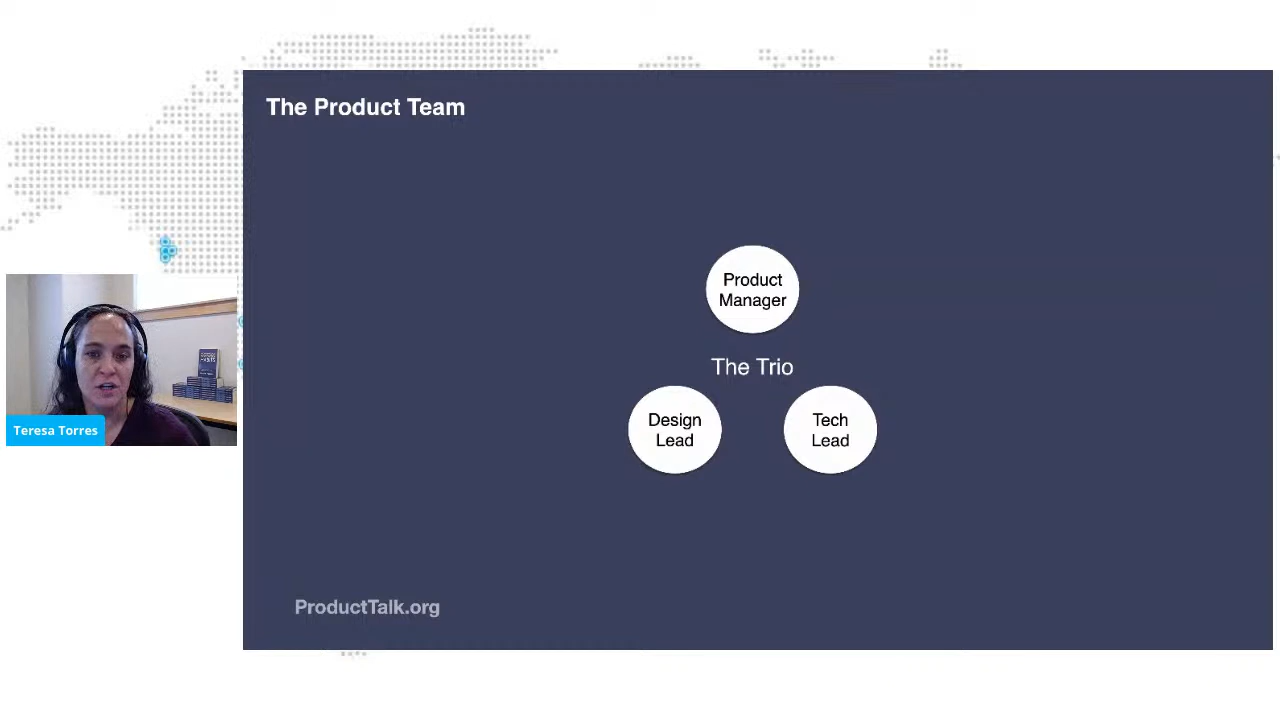 The Product Team
Product
Manager
The Trio
Design
Lead
Tech
Lead
Teresa Torres
ProductTalk.org